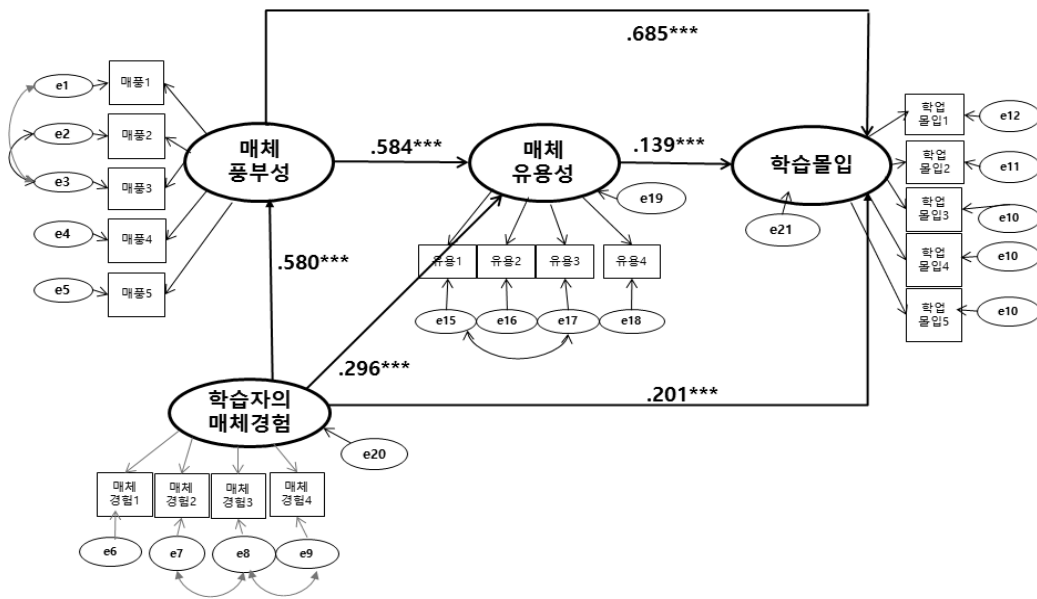 .685***
e1
매풍1
e2
매풍2
e3
매풍3
e4
매풍4
e5
매풍5
매체
풍부성
.584***
매체
유용성
.139***
학습몰입
학업
몰입1
e12
학업
몰입2
e11
학업
몰입3
e10
학업
몰입4
e10
학업
몰입5
e10
e19
e21
유용1
유용2
유용3
유용4
e15
e16
e17
e18
.580***
.296***
.201***
학습자의
매체경험
e20
매체
경험1
매체
경험2
매체
경험3
매체
경험4
e6
e7
e8
e9